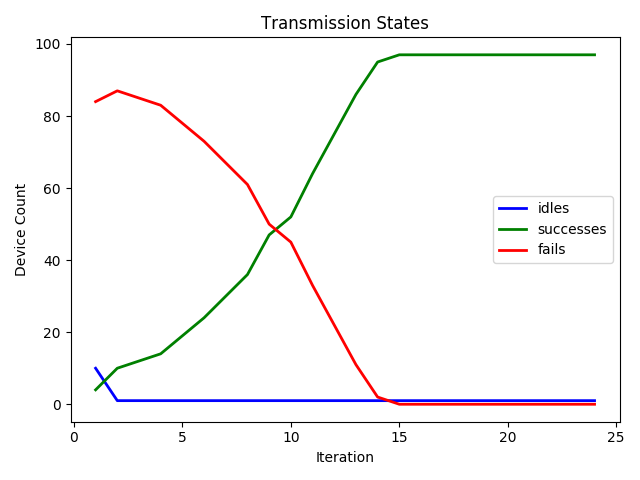 Transmission States
Device Count
100
80
60
40
20
0
idles
successes
fails
0 5 10 15 20 25
Iteration